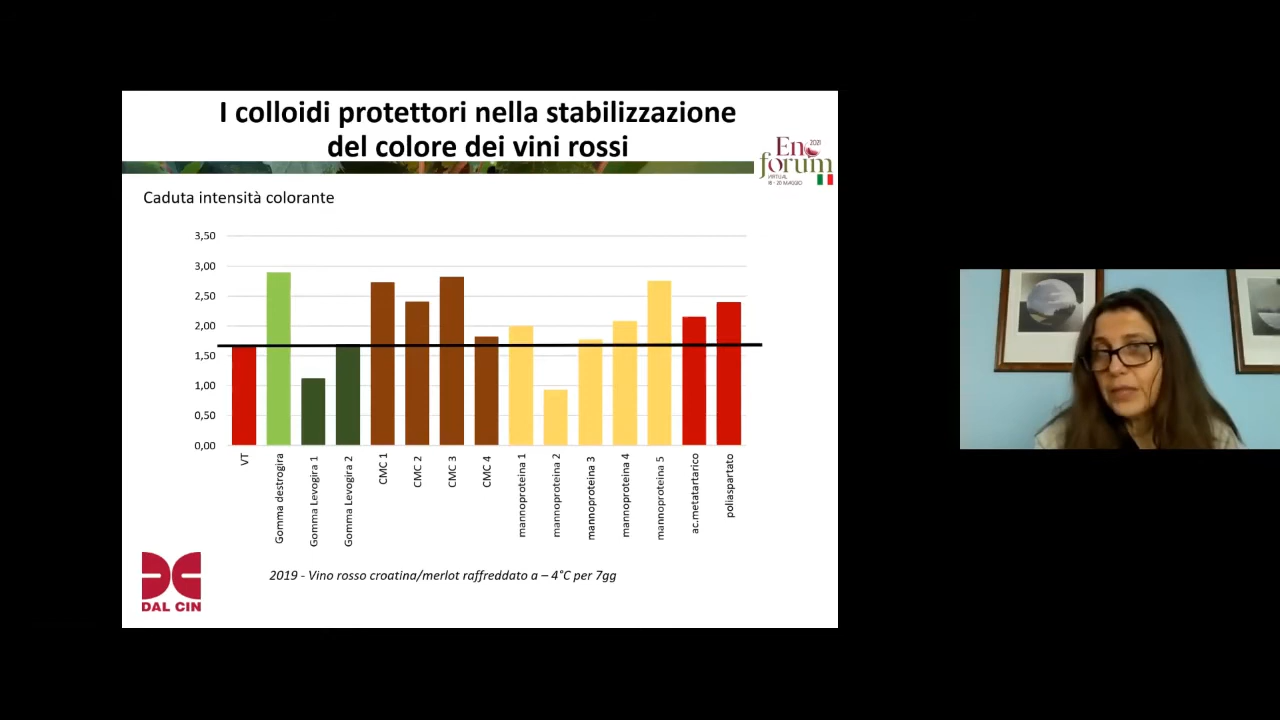 I colloidi protettori nella stabilizzazione
del colore dei vini rossi
2021
En
forum
VIRTUAL
18 - 20 MAGGIO
Caduta intensità colorante
3,50
3,00
2,50
2,00
1,50
1,00
0,50
0,00
VT
Gomma destrogira
Gomma Levogira 1
Gomma Levogira 2
CMC 1
CMC 2
CMC 3
CMC 4
mannoproteina 1
mannoproteina 2
mannoproteina 3
mannoproteina 4
mannoproteina 5
ac.metatartarico
poliaspartato
2019 - Vino rosso croatina/merlot raffreddato a – 4°C per 7gg
DAL CIN